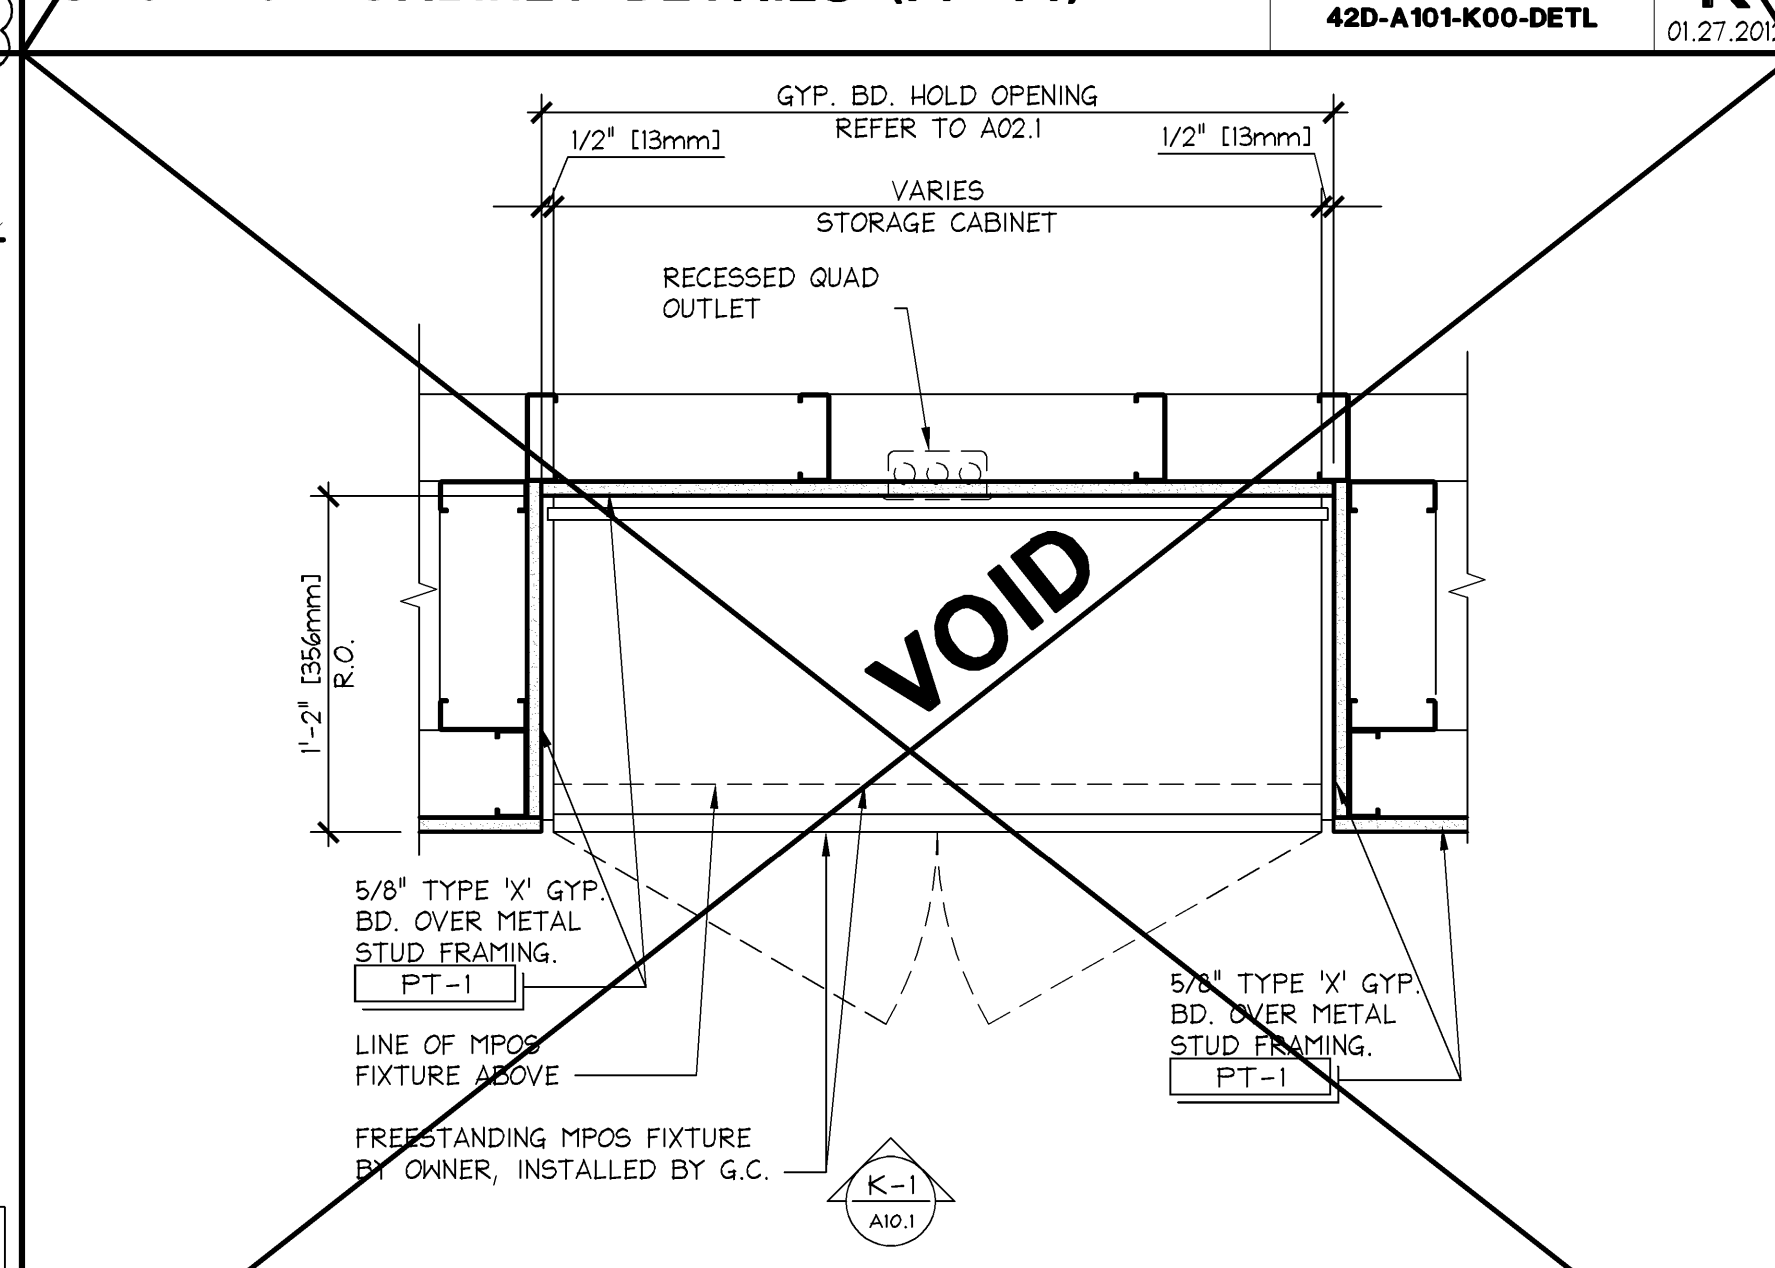 42D-A101-K00-DETL
GYP. BD. HOLD OPENING
REFER TO A02.1
1/2" [13mm]
1/2" [13mm]
VARIES
STORAGE CABINET
RECESSED QUAD
OUTLET
1'-2" [356mm]
R.O.
VOID
5/8" TYPE 'X' GYP.
BD. OVER METAL
STUD FRAMING.
PT-1
LINE OF MPOS
FIXTURE ABOVE
FREESTANDING MPOS FIXTURE
BY OWNER, INSTALLED BY G.C.
5/8" TYPE 'X' GYP.
BD. OVER METAL
STUD FRAMING.
PT-1
K-1
A10.1